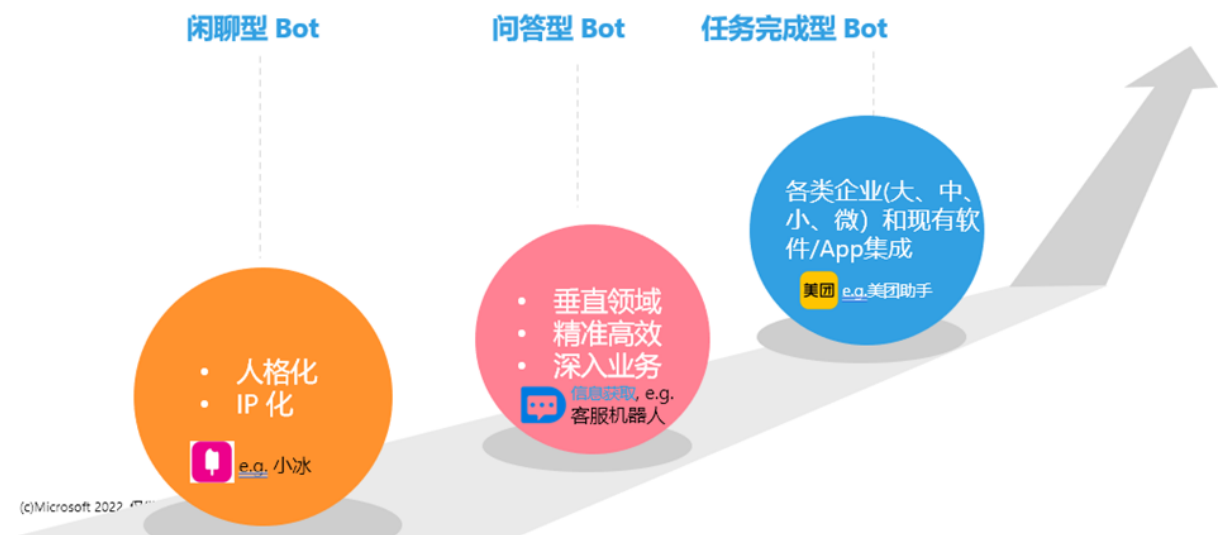 闲聊型 Bot
问答型 Bot
任务完成型 Bot
各类企业(大、中、
小、微）和现有软
件/App集成
美团 e.g.美团助手
• 垂直领域
• 精准高效
• 深入业务
信息获取, e.g.
客服机器人
• 人格化
• IP 化
e.g. 小冰
(c)Microsoft 2022